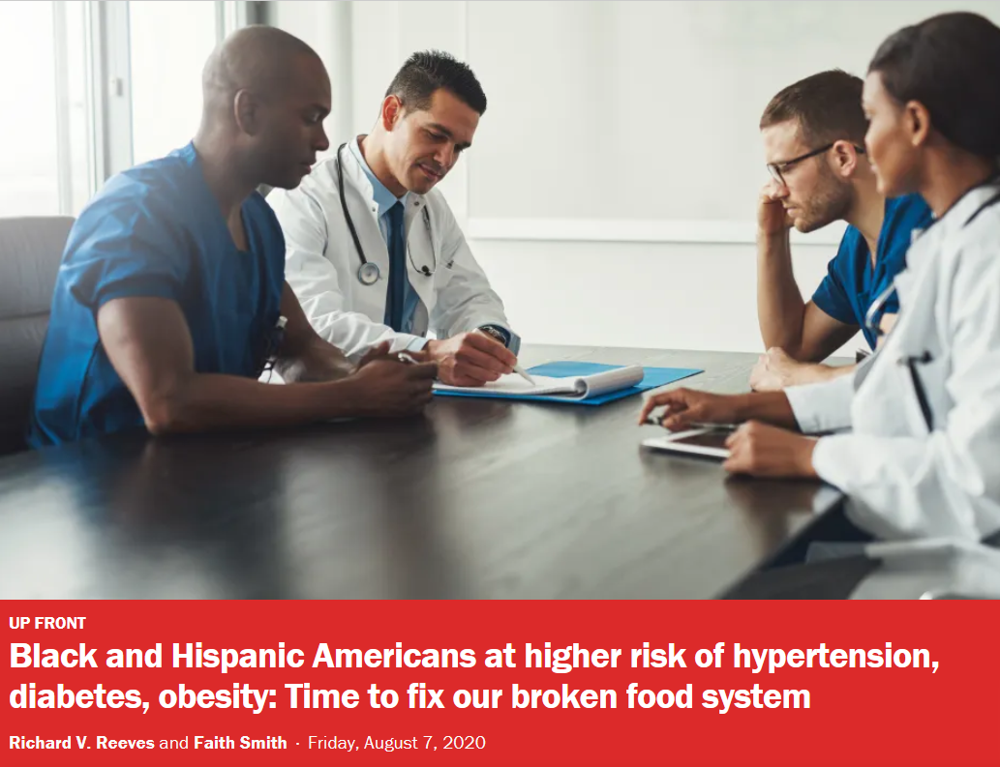 UP FRONT
Black and Hispanic Americans at higher risk of hypertension,
diabetes, obesity: Time to fix our broken food system
Richard V. Reeves and Faith Smith · Friday, August 7, 2020